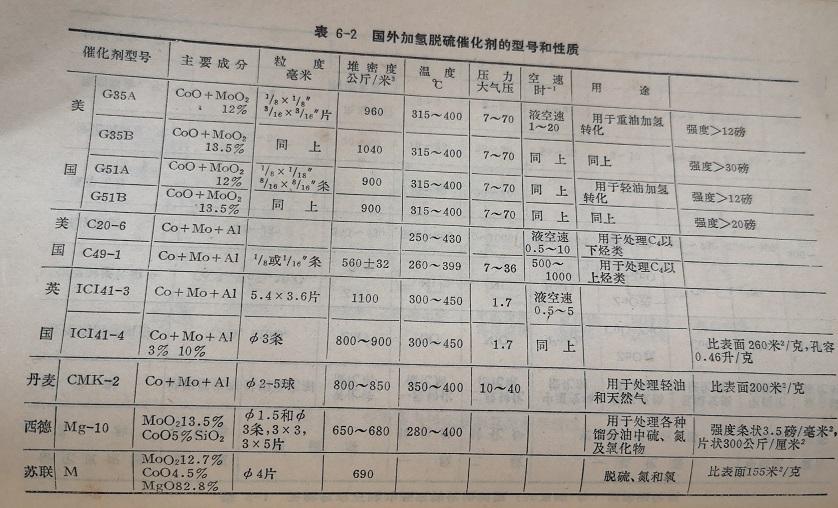 表 6-2 国外加氢脱硫催化剂的型号和性质
催化剂型号 主要成分 粒度 毫米 堆密度 公斤/米³ 温度 ℃ 压力 大气压 空速 时⁻¹ 用途
美国 G35A CoO+MoO₂ 12% 1/8×1/8″ 3/16×3/16″片 960 315~400 7~70 液空速 1~20 用于重油加氢转化 强度>12磅
G35B CoO+MoO₂ 13.5% 同上 1040 315~400 7~70 同上 同上 强度>30磅
G51A CoO+MoO₂ 12% 1/8×1/18″ 3/16×3/16″条 900 315~400 7~70 同上 用于轻油加氢转化 强度>12磅
G51B CoO+MoO₂ 13.5% 同上 900 315~400 7~70 同上 同上 强度>20磅
美国 C20-6 Co+Mo+Al 250~430 液空速 0.5~10 用于处理C₄以下烃类
C49-1 Co+Mo+Al 1/8或1/16″条 560±32 260~399 7~36 500~1000 用于处理C₄以上烃类
英国 ICI41-3 Co+Mo+Al 5.4×3.6片 1100 300~450 1.7 液空速 0.5~5
ICI41-4 Co+Mo+Al 3% 10% φ3条 800~900 300~450 1.7 同上 比表面260米²/克,孔容0.46升/克
丹麦 CMK-2 Co+Mo+Al φ2-5球 800~850 350~400 10~40 用于处理轻油和天然气 比表面200米²/克
西德 Mg-10 MoO₂13.5% CoO5%SiO₂ φ1.5和φ3条,3×3,3×5片 650~680 280~400 用于处理各种馏分油中硫、氮及氧化物 强度条状3.5磅/毫米²,片状300公斤/厘米²
苏联 M MoO₂12.7% CoO4.5% MgO82.8% φ4片 690 脱硫、氮和氧 比表面155米²/克